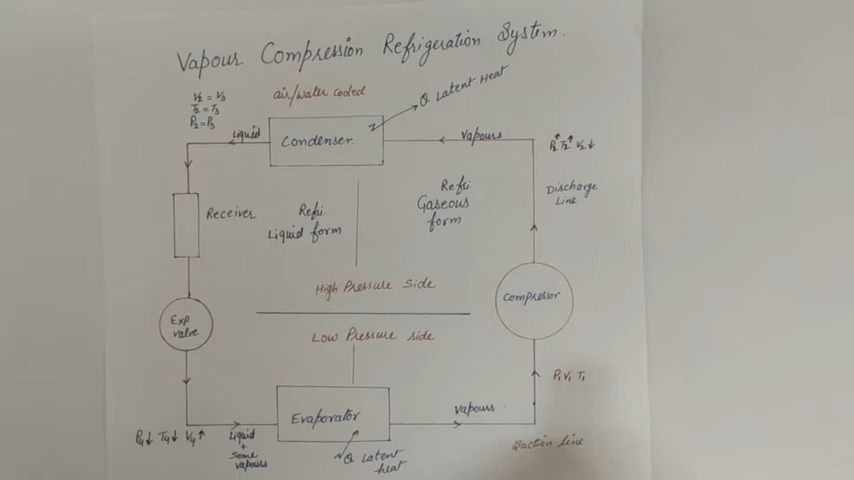 Vapour Compression Refrigeration System.
V2 = V3
T2 = T3
P2 = P3
air/water cooled
Q Latent Heat
Liquid
Condenser
Vapours
P2↑ T2↑ V2↓
Receiver
Refri.
Liquid form
Refri.
Gaseous
form
Discharge
Line
High Pressure Side
Exp.
valve
Compressor
Low Pressure side
P1 V1 T1
Evaporator
Vapours
P4↓ T4↓ V4↑
Liquid
+
Some
vapours
Q Latent
heat
Suction line